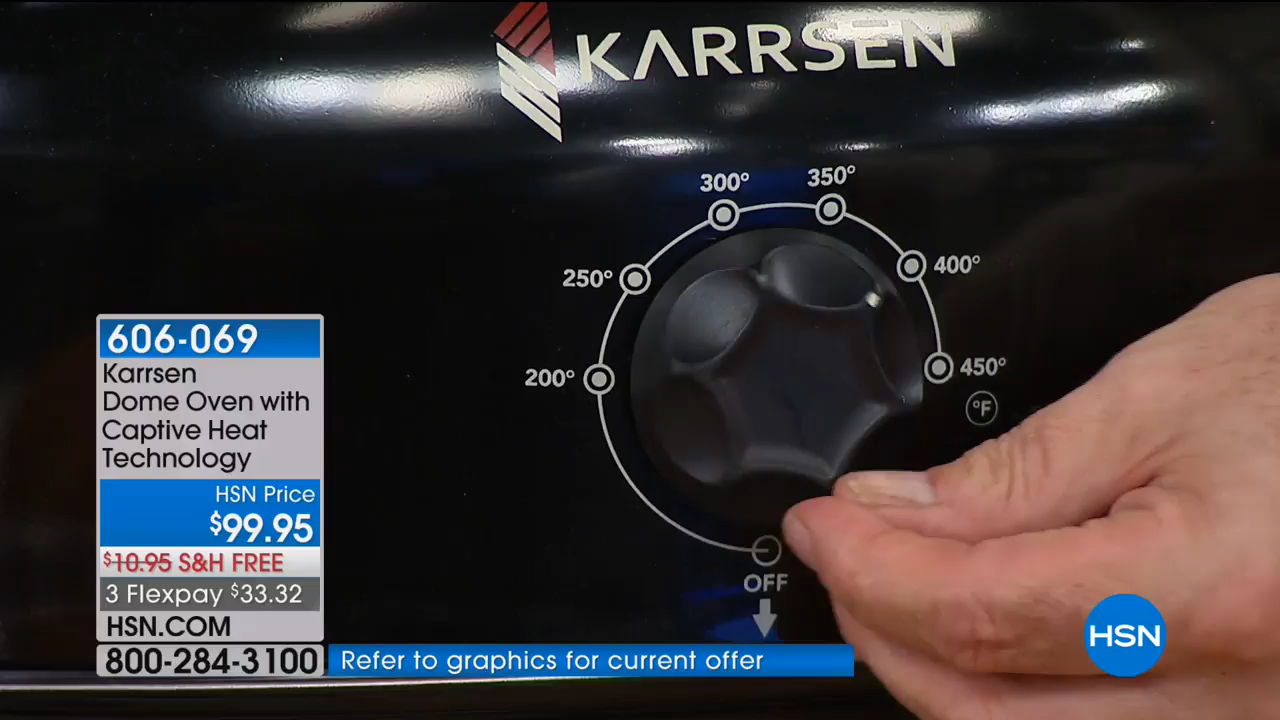 KARRSEN
300° 350°
250° 400°
200° 450°
°F
OFF
606-069
Karrsen
Dome Oven with
Captive Heat
Technology
HSN Price
$99.95
$10.95 S&H FREE
3 Flexpay $33.32
HSN.COM
800-284-3100
Refer to graphics for current offer
HSN